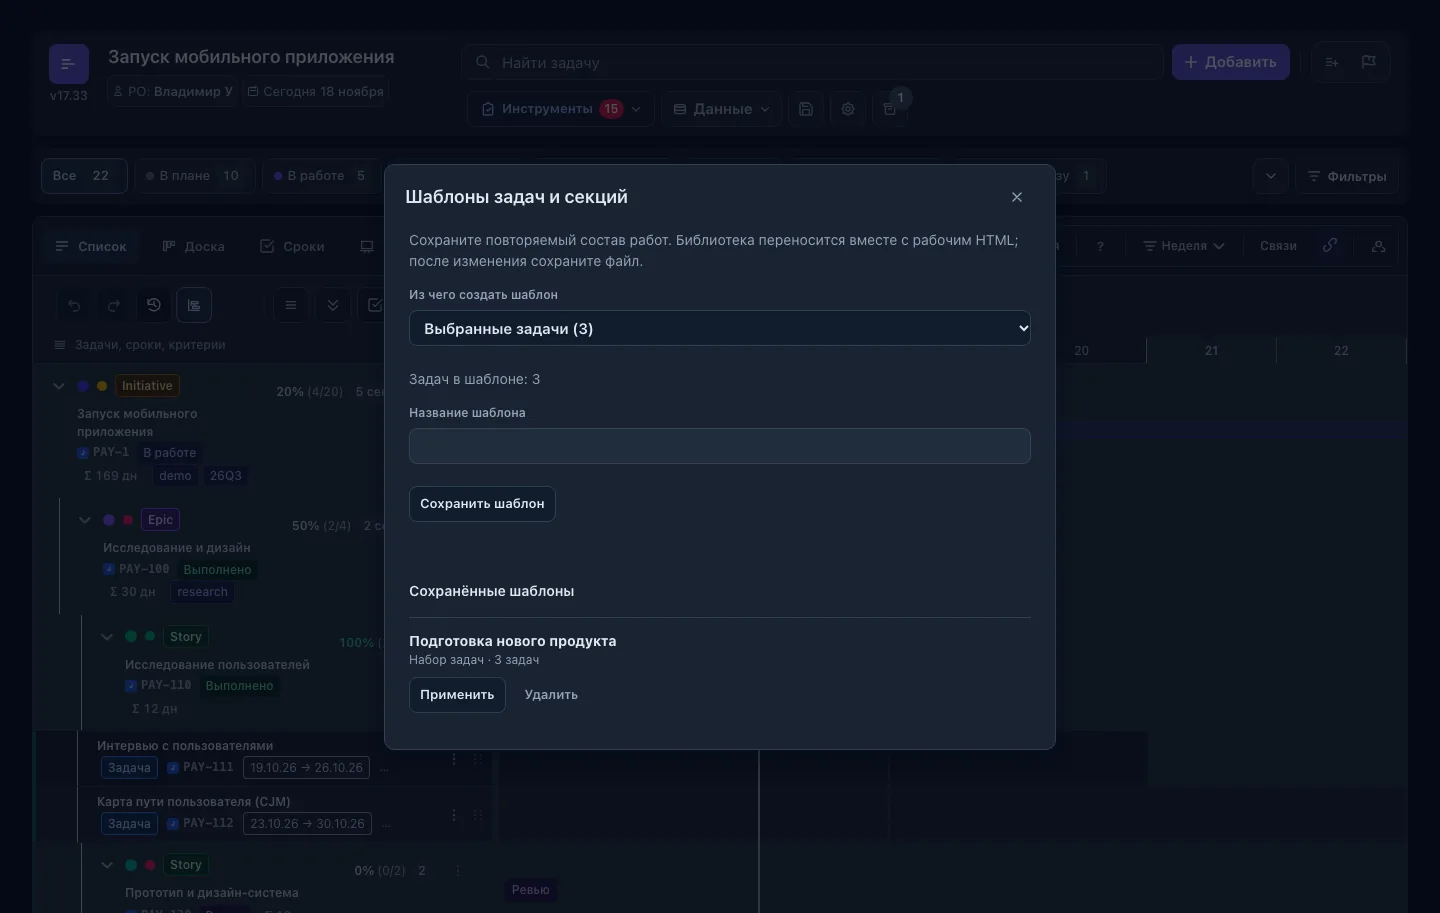 Запуск мобильного приложения
v17.33
РО: Владимир У
Сегодня 18 ноября
Найти задачу
Добавить
Инструменты 15
Данные
1
Все 22
В плане 10
В работе 5
зу 1
Фильтры
Шаблоны задач и секций
Сохраните повторяемый состав работ. Библиотека переносится вместе с рабочим HTML;
после изменения сохраните файл.
Из чего создать шаблон
Выбранные задачи (3)
Задач в шаблоне: 3
Название шаблона
Сохранить шаблон
Сохранённые шаблоны
Подготовка нового продукта
Набор задач · 3 задач
Применить
Удалить
Список
Доска
Сроки
?
Неделя
Связи
Задачи, сроки, критерии
20
21
22
Initiative
20% (4/20) 5 сен
Запуск мобильного
приложения
PAY-1 В работе
Σ 169 дн demo 26Q3
Epic
50% (2/4) 2 се
Исследование и дизайн
PAY-100 Выполнено
Σ 30 дн research
Story
100%
Исследование пользователей
PAY-110 Выполнено
Σ 12 дн
Интервью с пользователями
Задача PAY-111 19.10.26 → 26.10.26 ...
Карта пути пользователя (CJM)
Задача PAY-112 23.10.26 → 30.10.26 ...
Story
0% (0/2) 2
Прототип и дизайн-система
Ревью